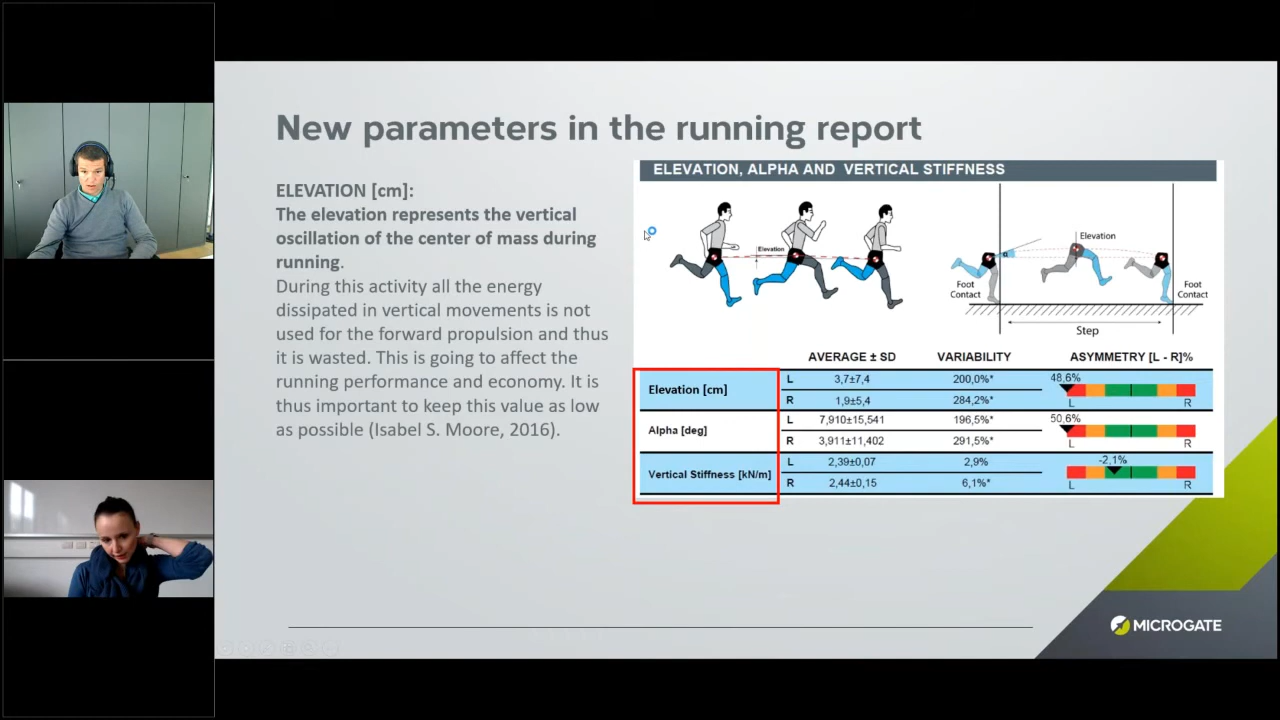 New parameters in the running report
ELEVATION [cm]:
The elevation represents the vertical
oscillation of the center of mass during
running.
During this activity all the energy
dissipated in vertical movements is not
used for the forward propulsion and thus
it is wasted. This is going to affect the
running performance and economy. It is
thus important to keep this value as low
as possible (Isabel S. Moore, 2016).
ELEVATION, ALPHA AND VERTICAL STIFFNESS
Elevation
Elevation
α
Foot
Contact
Foot
Contact
Step
AVERAGE ± SD VARIABILITY ASYMMETRY [L - R]%
Elevation [cm]
L 3,7±7,4 200,0%* 48,6%
R 1,9±5,4 284,2%*
L R
Alpha [deg]
L 7,910±15,541 196,5%* 50,6%
R 3,911±11,402 291,5%*
L R
Vertical Stiffness [kN/m]
L 2,39±0,07 2,9% -2,1%
R 2,44±0,15 6,1%*
L R
MICROGATE